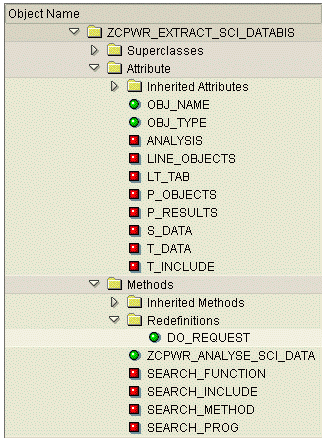 Object Name
ZCPWR_EXTRACT_SCI_DATABIS
Superclasses
Attribute
Inherited Attributes
OBJ_NAME
OBJ_TYPE
ANALYSIS
LINE_OBJECTS
LT_TAB
P_OBJECTS
P_RESULTS
S_DATA
T_DATA
T_INCLUDE
Methods
Inherited Methods
Redefinitions
DO_REQUEST
ZCPWR_ANALYSE_SCI_DATA
SEARCH_FUNCTION
SEARCH_INCLUDE
SEARCH_METHOD
SEARCH_PROG